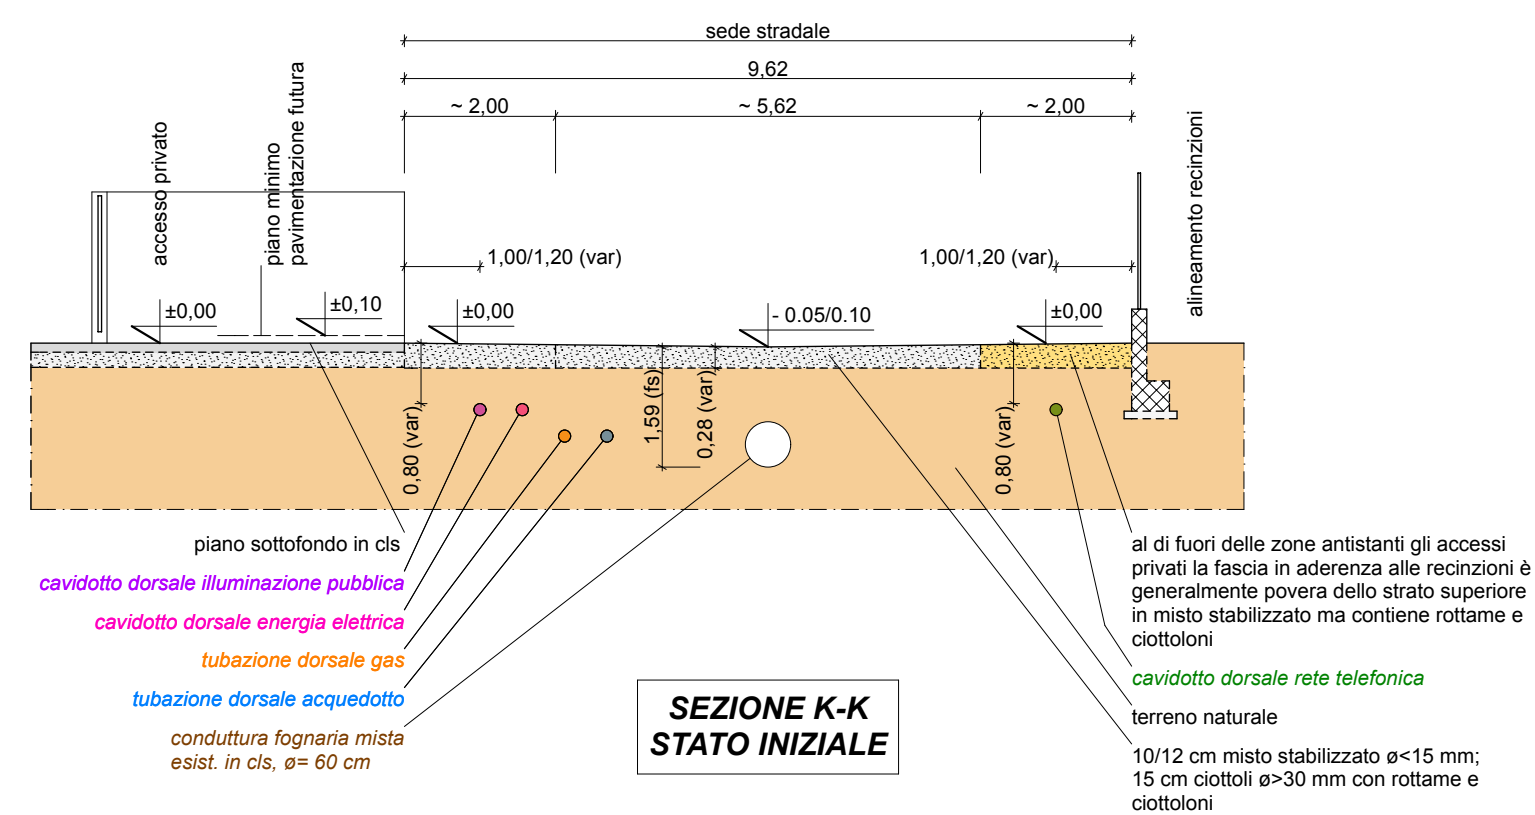 sede stradale
9,62
~ 2,00
~ 5,62
~ 2,00
accesso privato
piano minimo
pavimentazione futura
alineamento recinzioni
1,00/1,20 (var)
1,00/1,20 (var)
±0,00
±0,10
±0,00
- 0.05/0.10
±0,00
0,80 (var)
1,59 (fs)
0,28 (var)
0,80 (var)
piano sottofondo in cls
cavidotto dorsale illuminazione pubblica
cavidotto dorsale energia elettrica
tubazione dorsale gas
tubazione dorsale acquedotto
conduttura fognaria mista
esist. in cls, ø= 60 cm
SEZIONE K-K
STATO INIZIALE
al di fuori delle zone antistanti gli accessi
privati la fascia in aderenza alle recinzioni è
generalmente povera dello strato superiore
in misto stabilizzato ma contiene rottame e
ciottoloni
cavidotto dorsale rete telefonica
terreno naturale
10/12 cm misto stabilizzato ø<15 mm;
15 cm ciottoli ø>30 mm con rottame e
ciottoloni